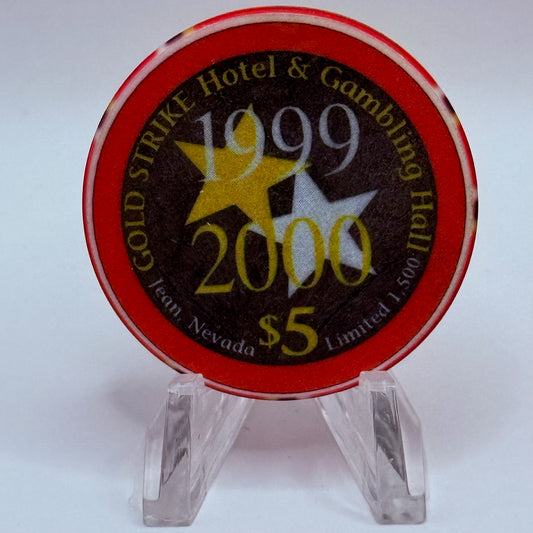 GOLD STRIKE Hotel & Gambling Hall
1999
2000
$5
Jean, Nevada
Limited 1,500